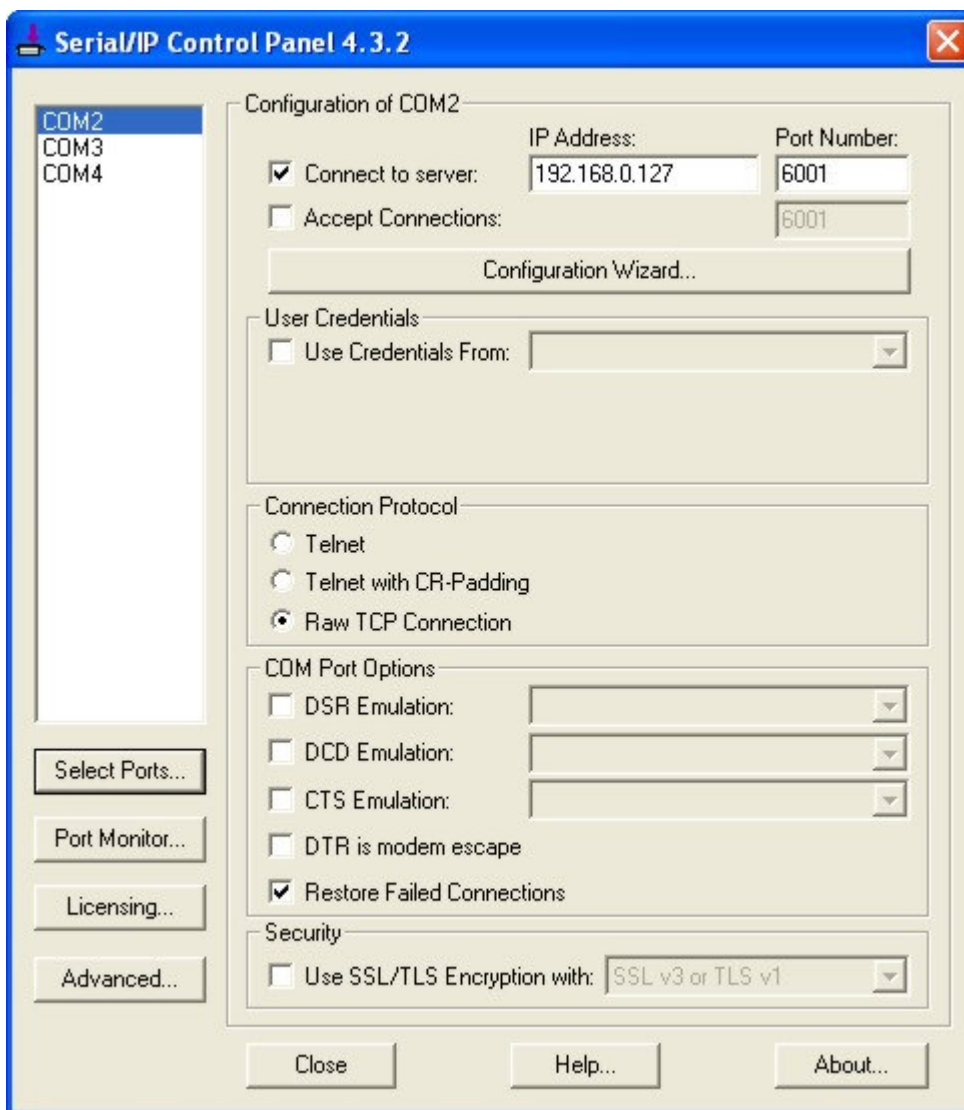 Serial/IP Control Panel 4.3.2
COM2
COM3
COM4
Select Ports...
Port Monitor...
Licensing...
Advanced...
Configuration of COM2
IP Address: Port Number:
Connect to server: 192.168.0.127 6001
Accept Connections: 6001
Configuration Wizard...
User Credentials
Use Credentials From:
Connection Protocol
Telnet
Telnet with CR-Padding
Raw TCP Connection
COM Port Options
DSR Emulation:
DCD Emulation:
CTS Emulation:
DTR is modem escape
Restore Failed Connections
Security
Use SSL/TLS Encryption with: SSL v3 or TLS v1
Close Help... About...